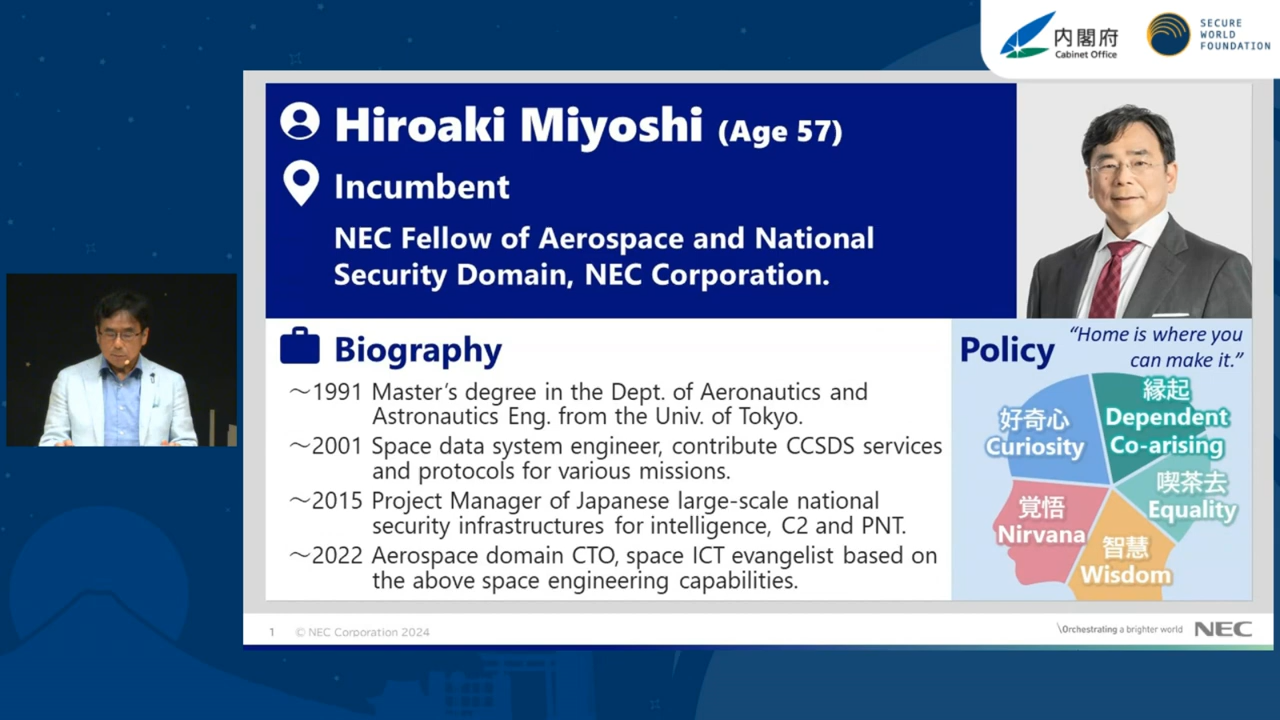 内閣府
Cabinet Office
SECURE
WORLD
FOUNDATION
Hiroaki Miyoshi (Age 57)
Incumbent
NEC Fellow of Aerospace and National
Security Domain, NEC Corporation.
Biography
～1991 Master's degree in the Dept. of Aeronautics and
Astronautics Eng. from the Univ. of Tokyo.
～2001 Space data system engineer, contribute CCSDS services
and protocols for various missions.
～2015 Project Manager of Japanese large-scale national
security infrastructures for intelligence, C2 and PNT.
～2022 Aerospace domain CTO, space ICT evangelist based on
the above space engineering capabilities.
Policy
“Home is where you
can make it.”
好奇心
Curiosity
縁起
Dependent
Co-arising
喫茶去
Equality
覚悟
Nirvana
智慧
Wisdom
1 © NEC Corporation 2024
\Orchestrating a brighter world NEC